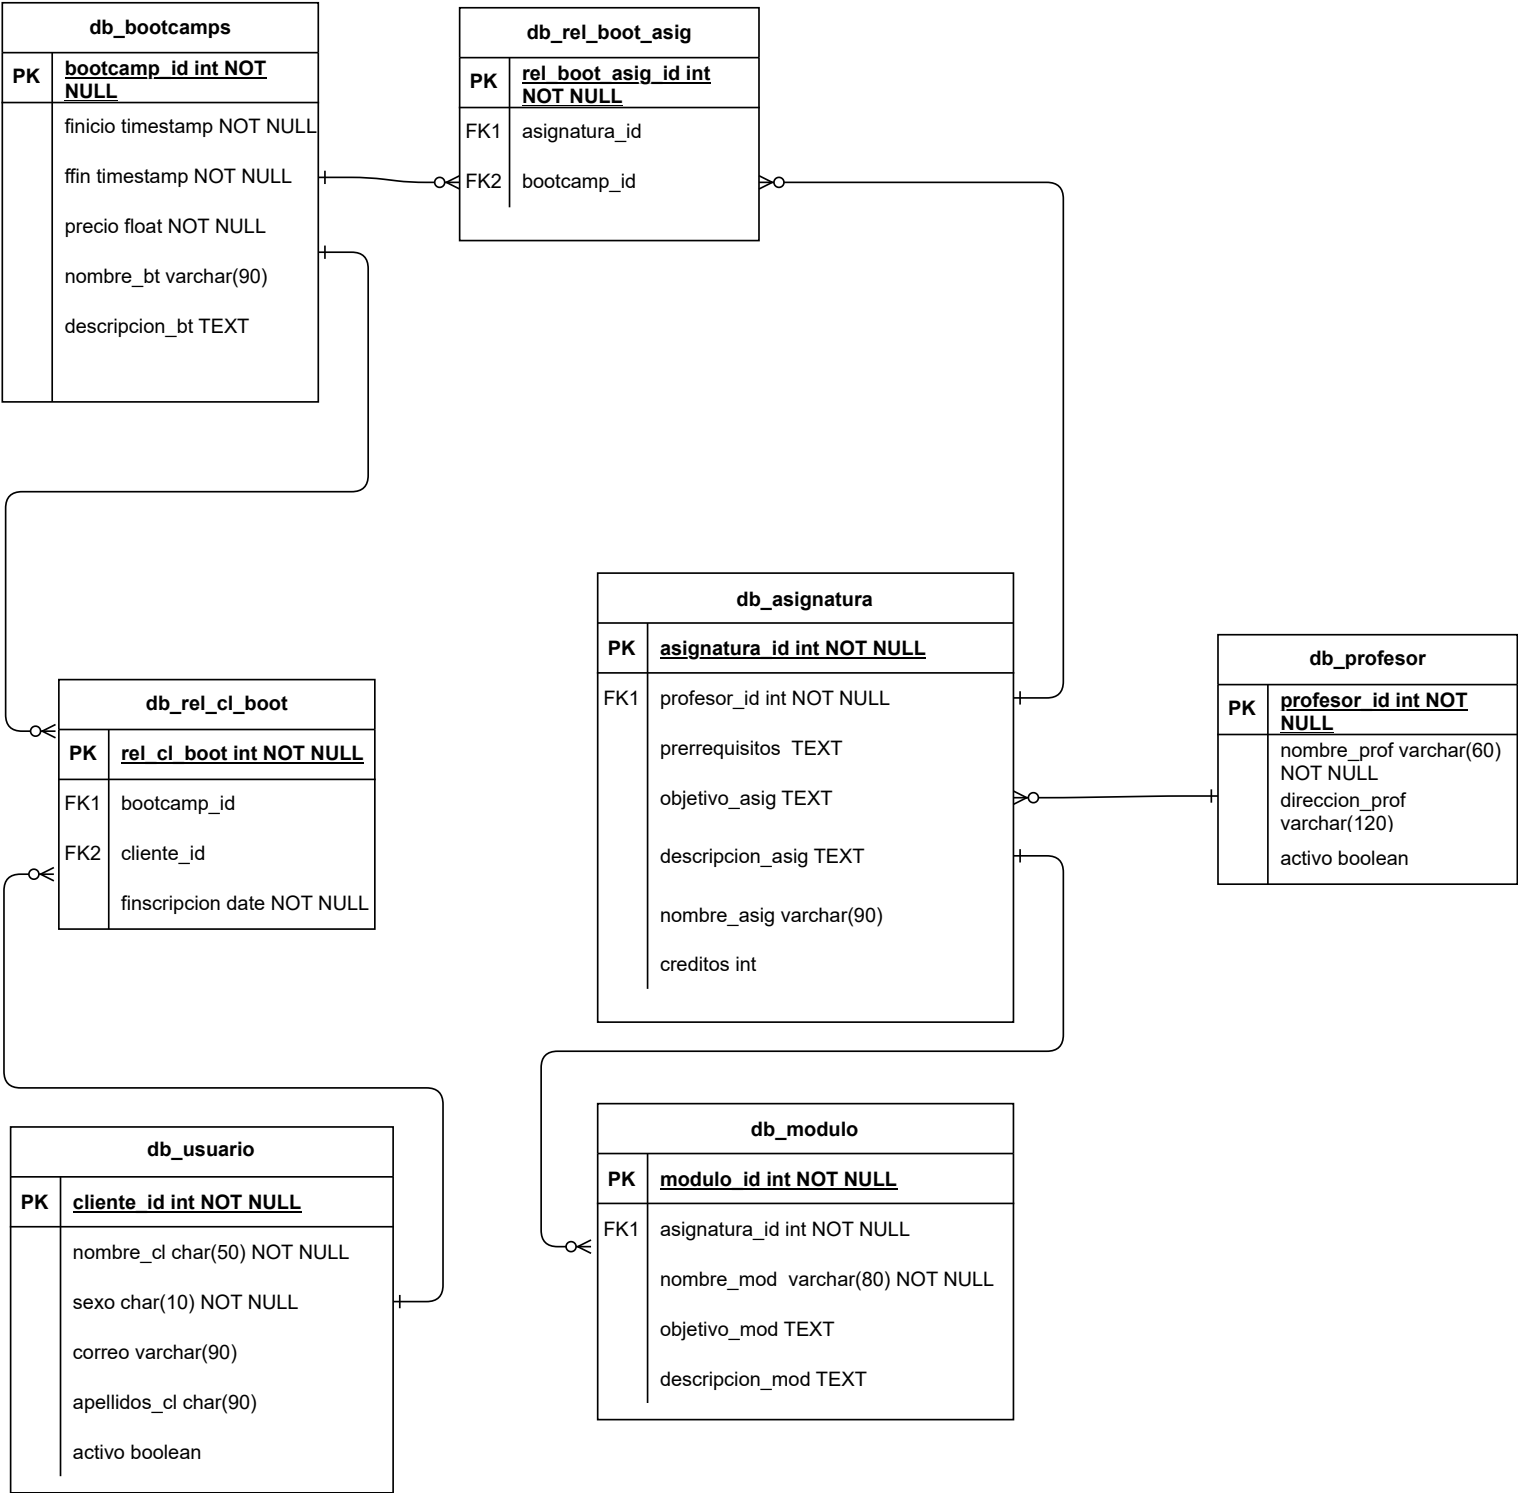 db_bootcamps
PK
bootcamp_id int NOT
NULL
finicio timestamp NOT NULL
ffin timestamp NOT NULL
precio float NOT NULL
nombre_bt varchar(90)
descripcion_bt TEXT
db_rel_boot_asig
PK
rel_boot_asig_id int
NOT NULL
FK1 asignatura_id
FK2 bootcamp_id
db_asignatura
PK asignatura_id int NOT NULL
FK1 profesor_id int NOT NULL
prerrequisitos  TEXT
objetivo_asig TEXT
descripcion_asig TEXT
nombre_asig varchar(90)
creditos int
db_profesor
PK
profesor_id int NOT
NULL
nombre_prof varchar(60)
NOT NULL
direccion_prof
varchar(120)
activo boolean
db_rel_cl_boot
PK rel_cl_boot int NOT NULL
FK1 bootcamp_id
FK2 cliente_id
finscripcion date NOT NULL
db_usuario
PK cliente_id int NOT NULL
nombre_cl char(50) NOT NULL
sexo char(10) NOT NULL
correo varchar(90)
apellidos_cl char(90)
activo boolean
db_modulo
PK modulo_id int NOT NULL
FK1 asignatura_id int NOT NULL
nombre_mod  varchar(80) NOT NULL
objetivo_mod TEXT
descripcion_mod TEXT